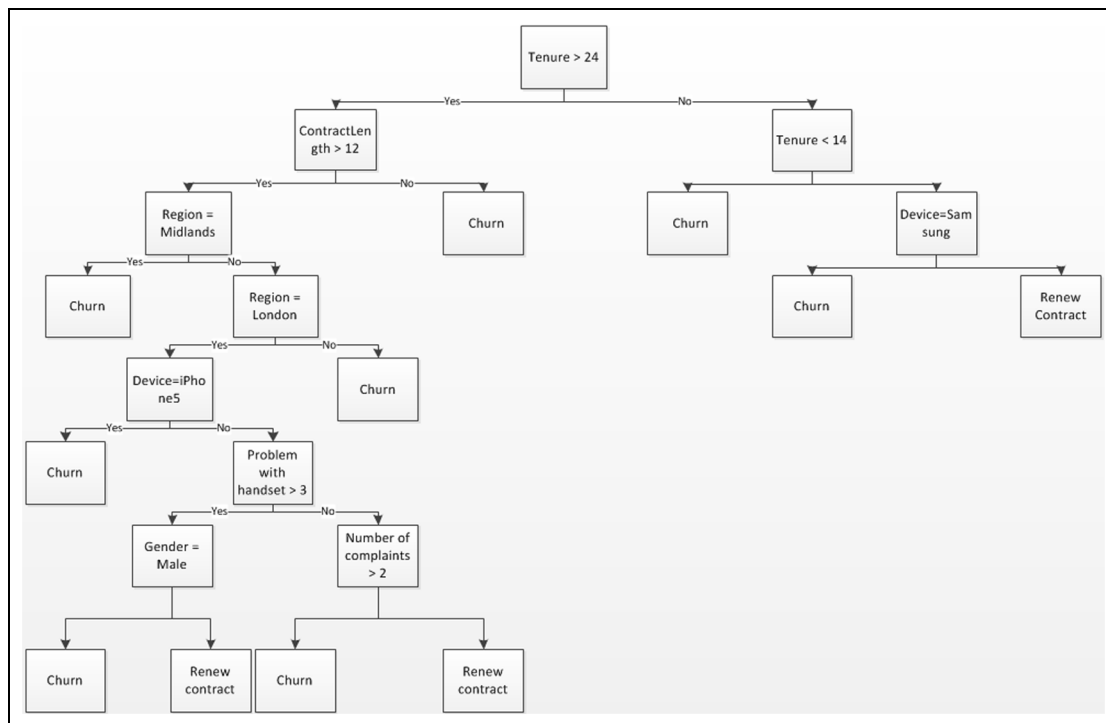 Tenure > 24
Yes
No
ContractLen
gth > 12
Tenure < 14
Yes
No
Region =
Midlands
Churn
Churn
Device=Sam
sung
Yes
No
Churn
Region =
London
Churn
Renew
Contract
Yes
No
Device=iPho
ne5
Churn
Yes
No
Churn
Problem
with
handset > 3
Yes
No
Gender =
Male
Number of
complaints
> 2
Churn
Renew
contract
Churn
Renew
contract